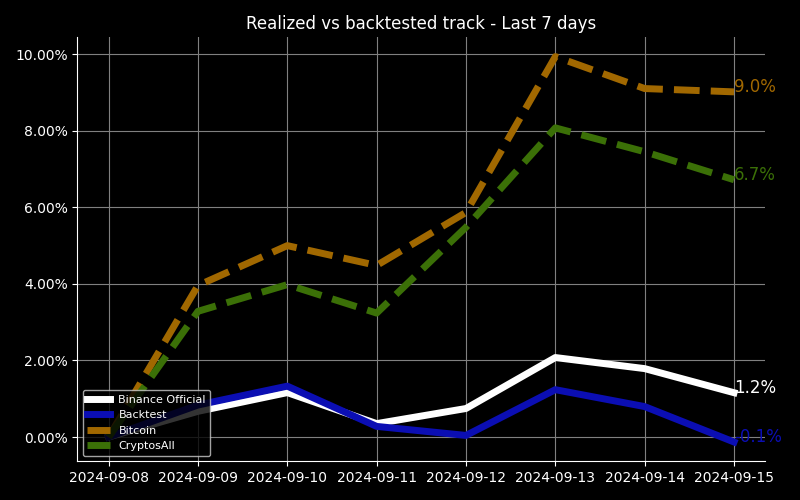 Realized vs backtested track - Last 7 days
10.00%
8.00%
6.00%
4.00%
2.00%
0.00%
9.0%
6.7%
1.2%
-0.1%
Binance Official
Backtest
Bitcoin
CryptosAll
2024-09-08 2024-09-09 2024-09-10 2024-09-11 2024-09-12 2024-09-13 2024-09-14 2024-09-15